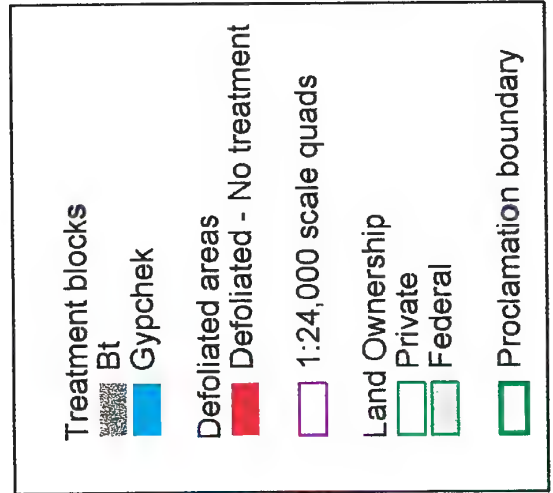 Treatment blocks
Bt
Gypchek
Defoliated areas
Defoliated - No treatment
1:24,000 scale quads
Land Ownership
Private
Federal
Proclamation boundary